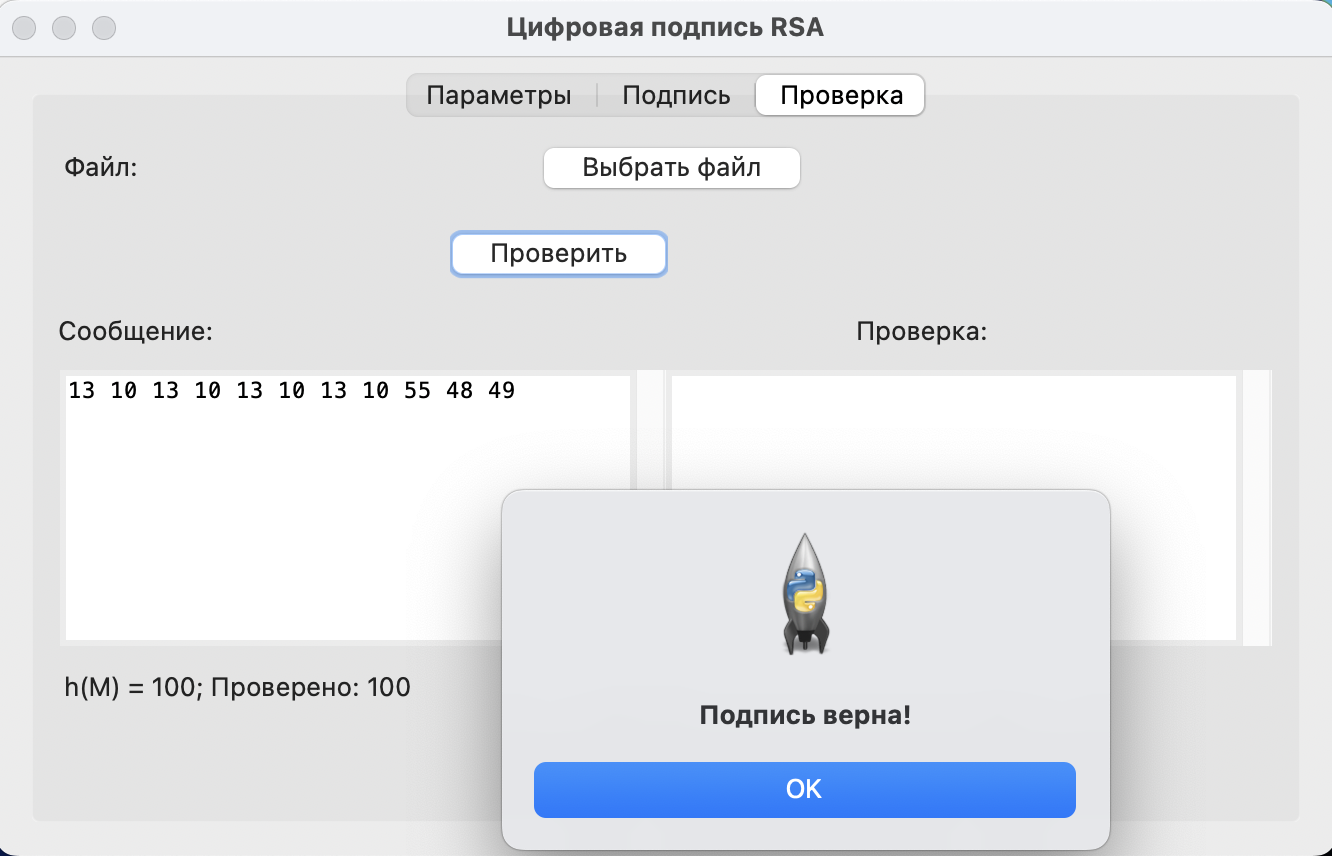 Цифровая подпись RSA
Параметры Подпись Проверка
Файл: Выбрать файл
Проверить
Сообщение: Проверка:
13 10 13 10 13 10 13 10 55 48 49
h(M) = 100; Проверено: 100
Подпись верна!
OK